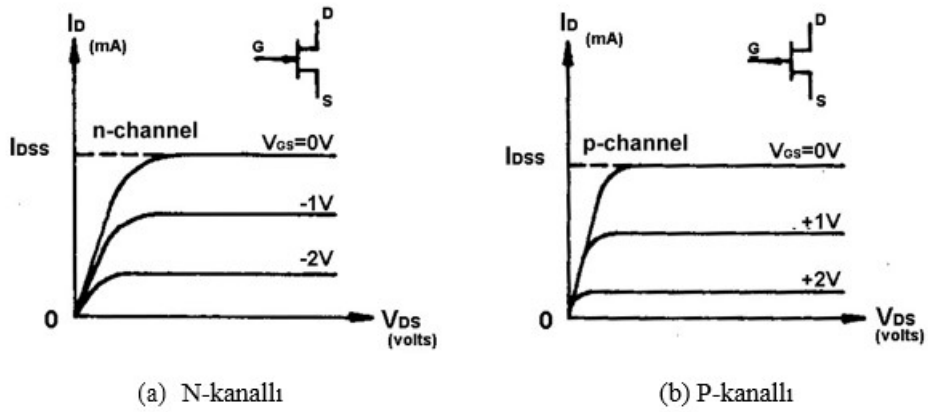 ID
(mA)
D
G
S
n-channel
VGS=0V
IDSS
-1V
-2V
0
VDS
(volts)
(a) N-kanallı
ID
(mA)
D
G
S
p-channel
VGS=0V
IDSS
+1V
+2V
0
VDS
(volts)
(b) P-kanallı